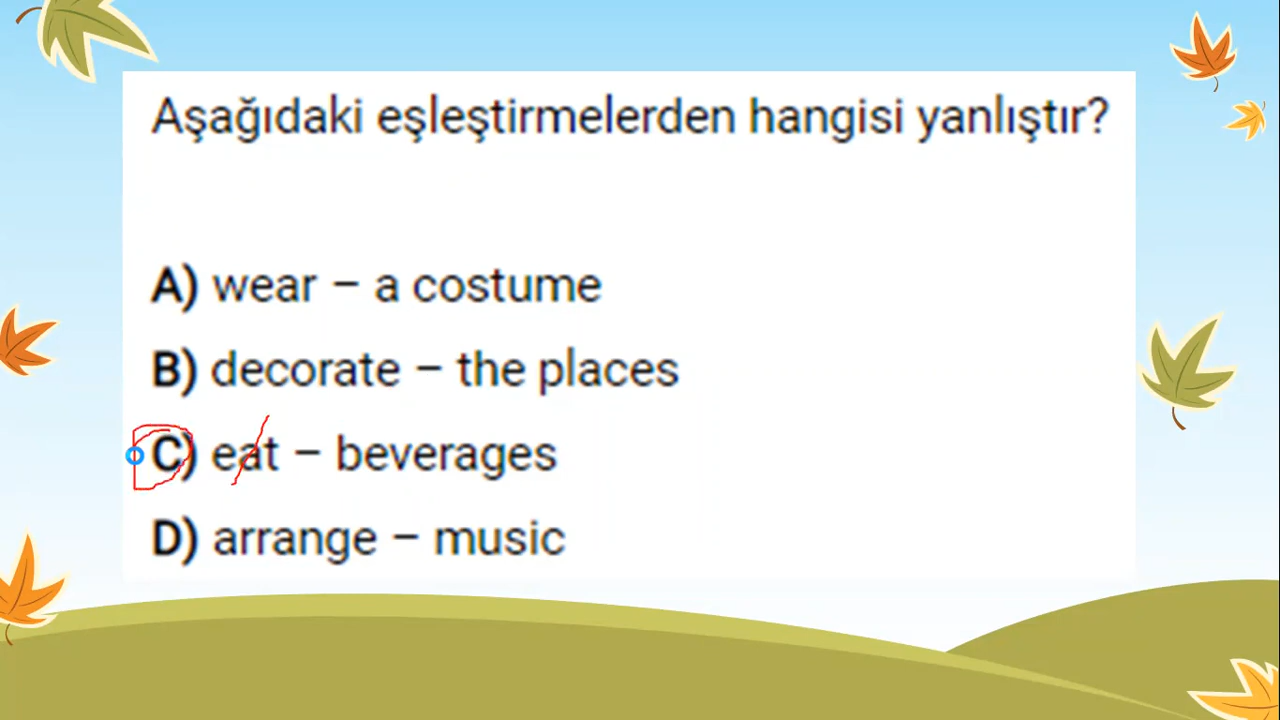 Aşağıdaki eşleştirmelerden hangisi yanlıştır?
A) wear – a costume
B) decorate – the places
C) eat – beverages
D) arrange – music